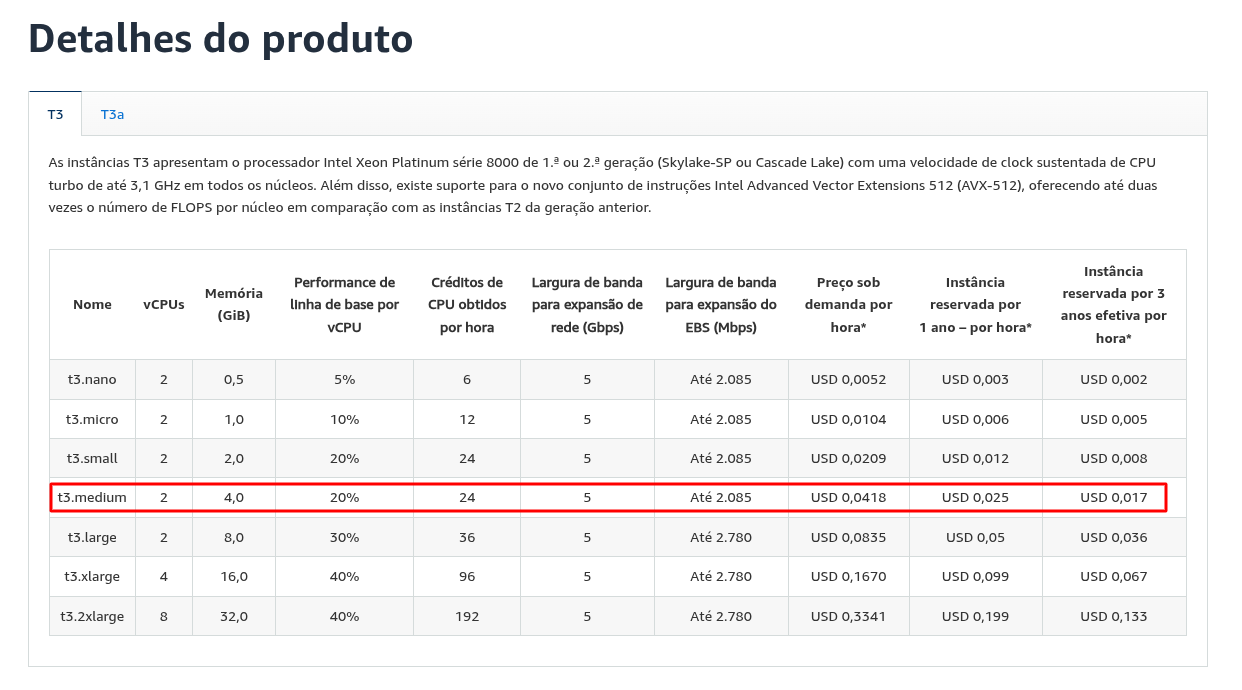 Detalhes do produto
T3 T3a
As instâncias T3 apresentam o processador Intel Xeon Platinum série 8000 de 1.ª ou 2.ª geração (Skylake-SP ou Cascade Lake) com uma velocidade de clock sustentada de CPU
turbo de até 3,1 GHz em todos os núcleos. Além disso, existe suporte para o novo conjunto de instruções Intel Advanced Vector Extensions 512 (AVX-512), oferecendo até duas
vezes o número de FLOPS por núcleo em comparação com as instâncias T2 da geração anterior.
Nome
vCPUs
Memória
(GiB)
Performance de
linha de base por
vCPU
Créditos de
CPU obtidos
por hora
Largura de banda
para expansão de
rede (Gbps)
Largura de banda
para expansão do
EBS (Mbps)
Preço sob
demanda por
hora*
Instância
reservada por
1 ano – por hora*
Instância
reservada por 3
anos efetiva por
hora*
t3.nano 2 0,5 5% 6 5 Até 2.085 USD 0,0052 USD 0,003 USD 0,002
t3.micro 2 1,0 10% 12 5 Até 2.085 USD 0,0104 USD 0,006 USD 0,005
t3.small 2 2,0 20% 24 5 Até 2.085 USD 0,0209 USD 0,012 USD 0,008
t3.medium 2 4,0 20% 24 5 Até 2.085 USD 0,0418 USD 0,025 USD 0,017
t3.large 2 8,0 30% 36 5 Até 2.780 USD 0,0835 USD 0,05 USD 0,036
t3.xlarge 4 16,0 40% 96 5 Até 2.780 USD 0,1670 USD 0,099 USD 0,067
t3.2xlarge 8 32,0 40% 192 5 Até 2.780 USD 0,3341 USD 0,199 USD 0,133